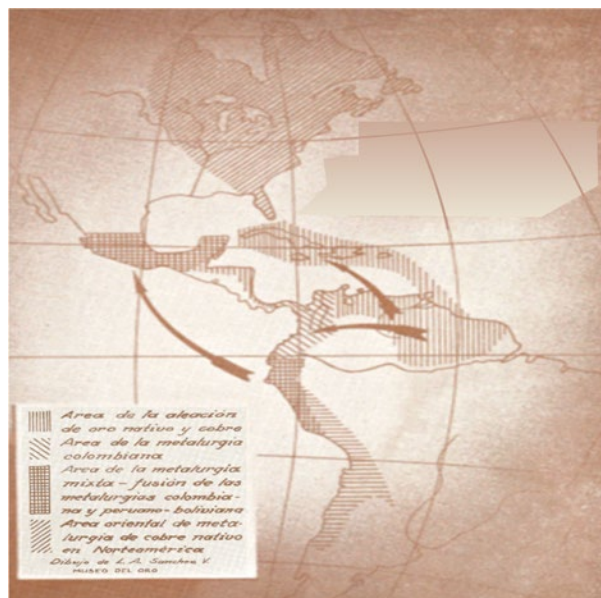 Area de la aleación
de oro nativo y cobre
Area de la metalurgia
colombiana
Area de la metalurgia
mixta – fusión de las
metalurgias colombia-
na y peruano-boliviana
Area oriental de meta-
lurgia de cobre nativo
en Norteamérica
Dibujo de L. A. Sanchez V.
MUSEO DEL ORO